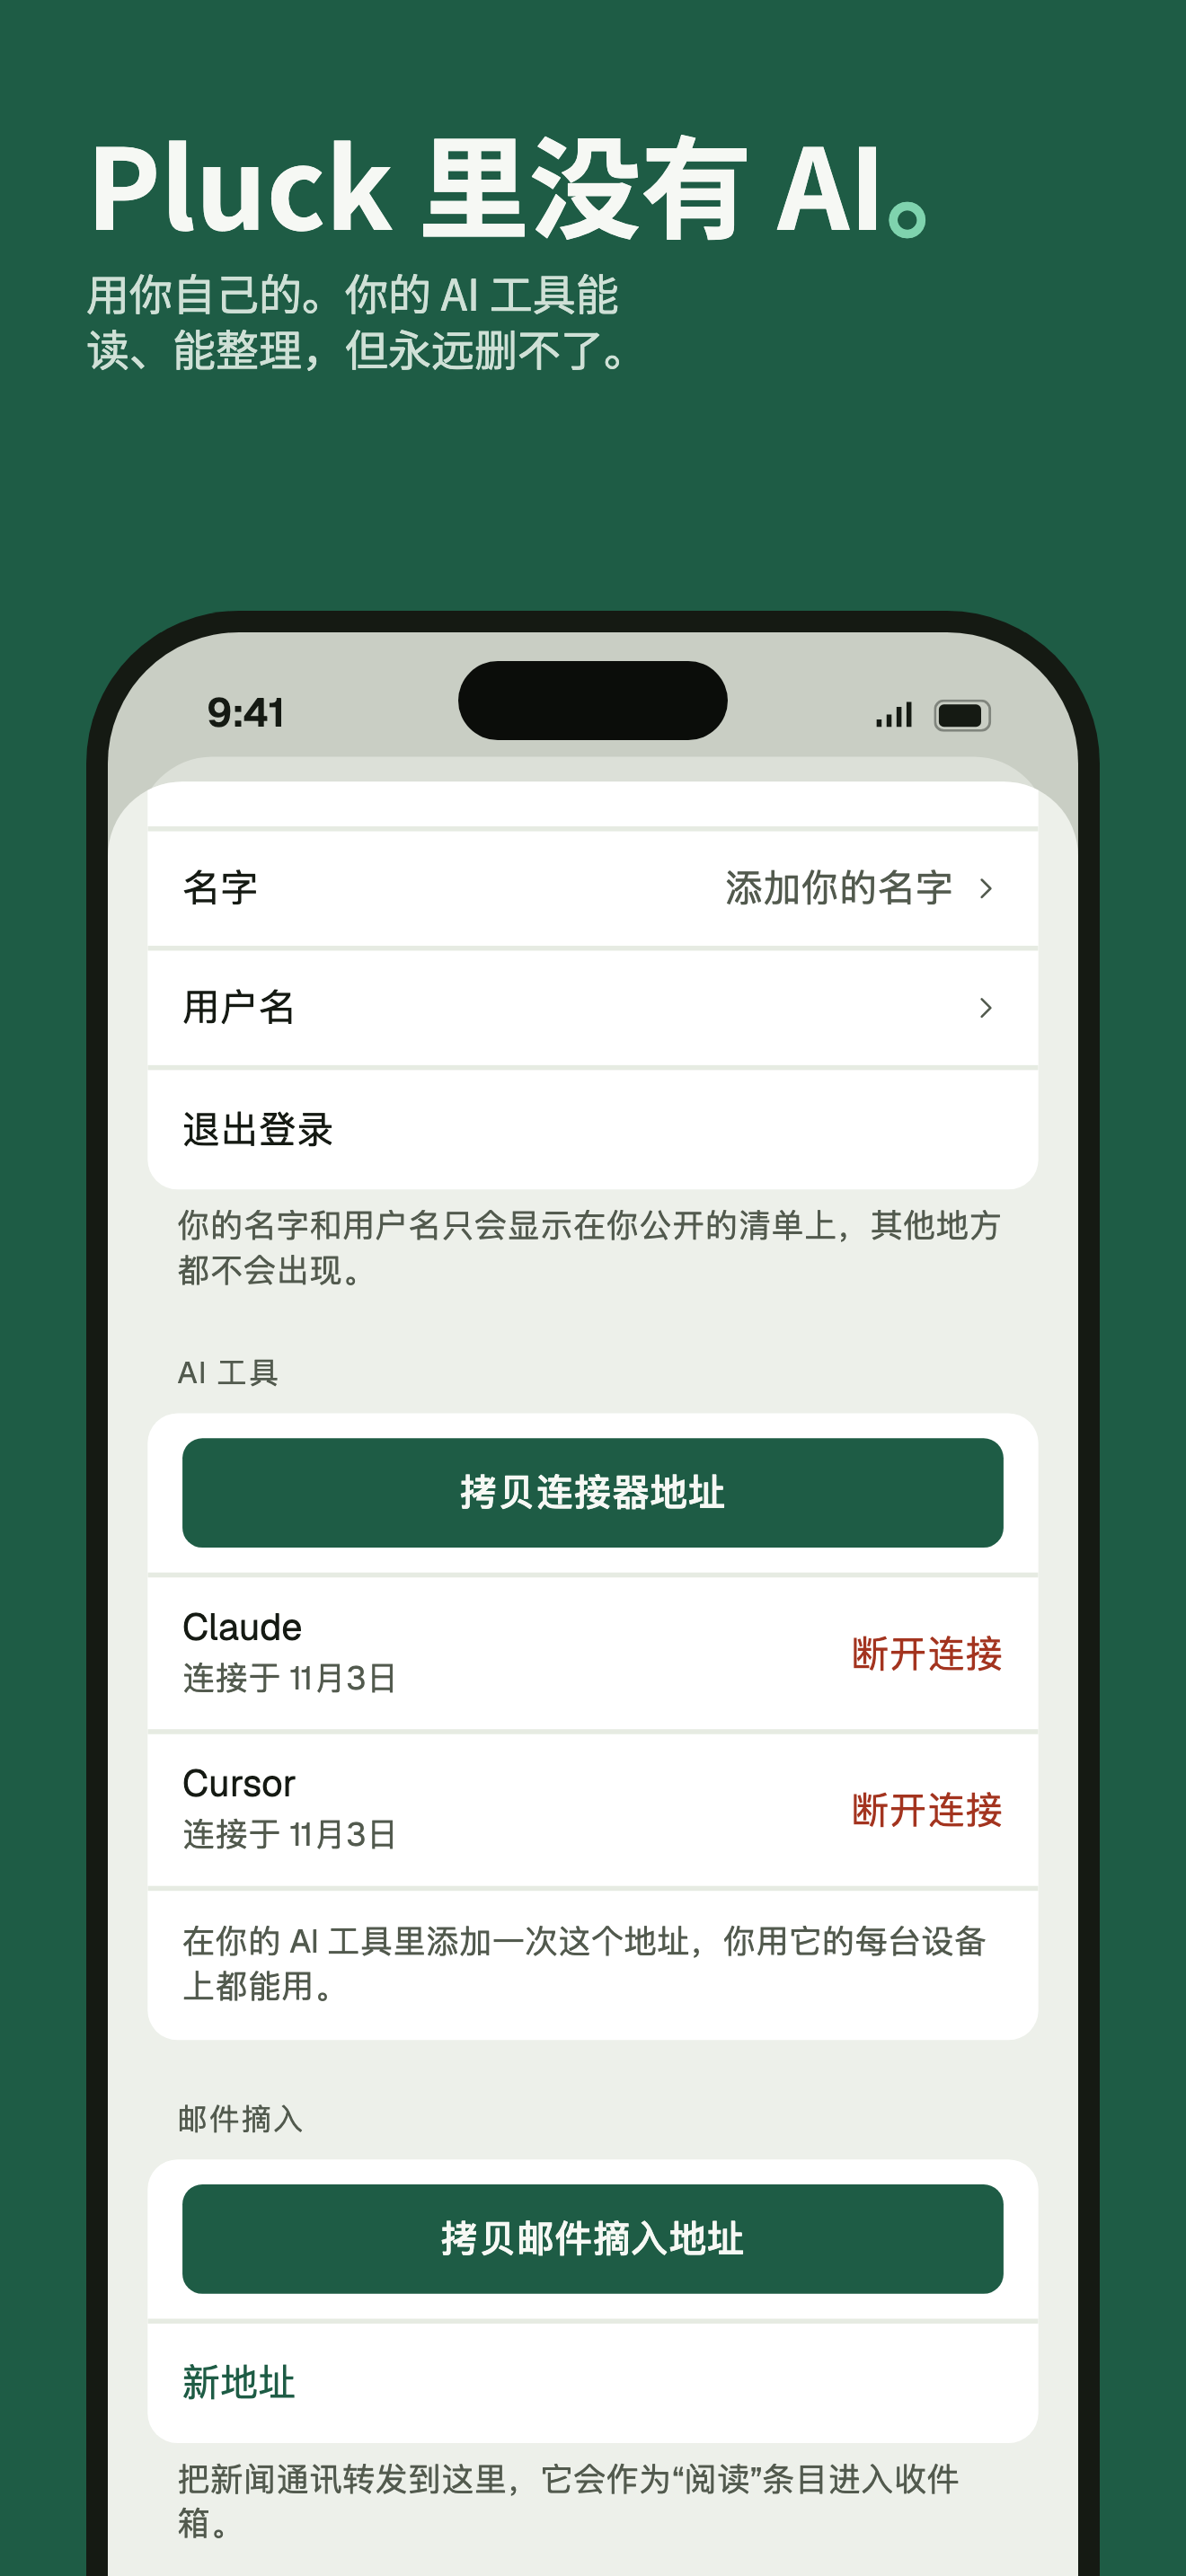 Pluck 里没有 AI。
用你自己的。你的 AI 工具能
读、能整理，但永远删不了。
9:41
名字
添加你的名字
用户名
退出登录
你的名字和用户名只会显示在你公开的清单上，其他地方
都不会出现。
AI 工具
拷贝连接器地址
Claude
连接于 11月3日
断开连接
Cursor
连接于 11月3日
断开连接
在你的 AI 工具里添加一次这个地址，你用它的每台设备
上都能用。
邮件摘入
拷贝邮件摘入地址
新地址
把新闻通讯转发到这里，它会作为“阅读”条目进入收件
箱。